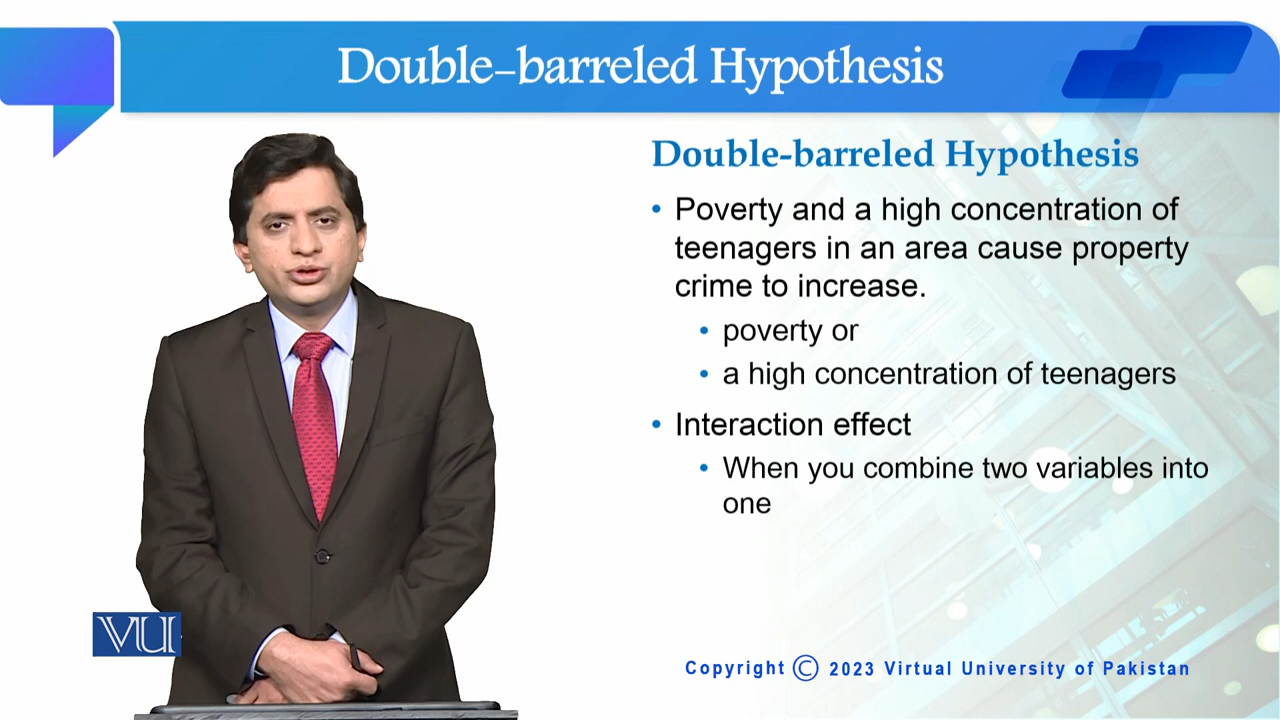 Double-barreled Hypothesis
Double-barreled Hypothesis
• Poverty and a high concentration of
teenagers in an area cause property
crime to increase.
• poverty or
• a high concentration of teenagers
• Interaction effect
• When you combine two variables into
one
VU
Copyright © 2023 Virtual University of Pakistan